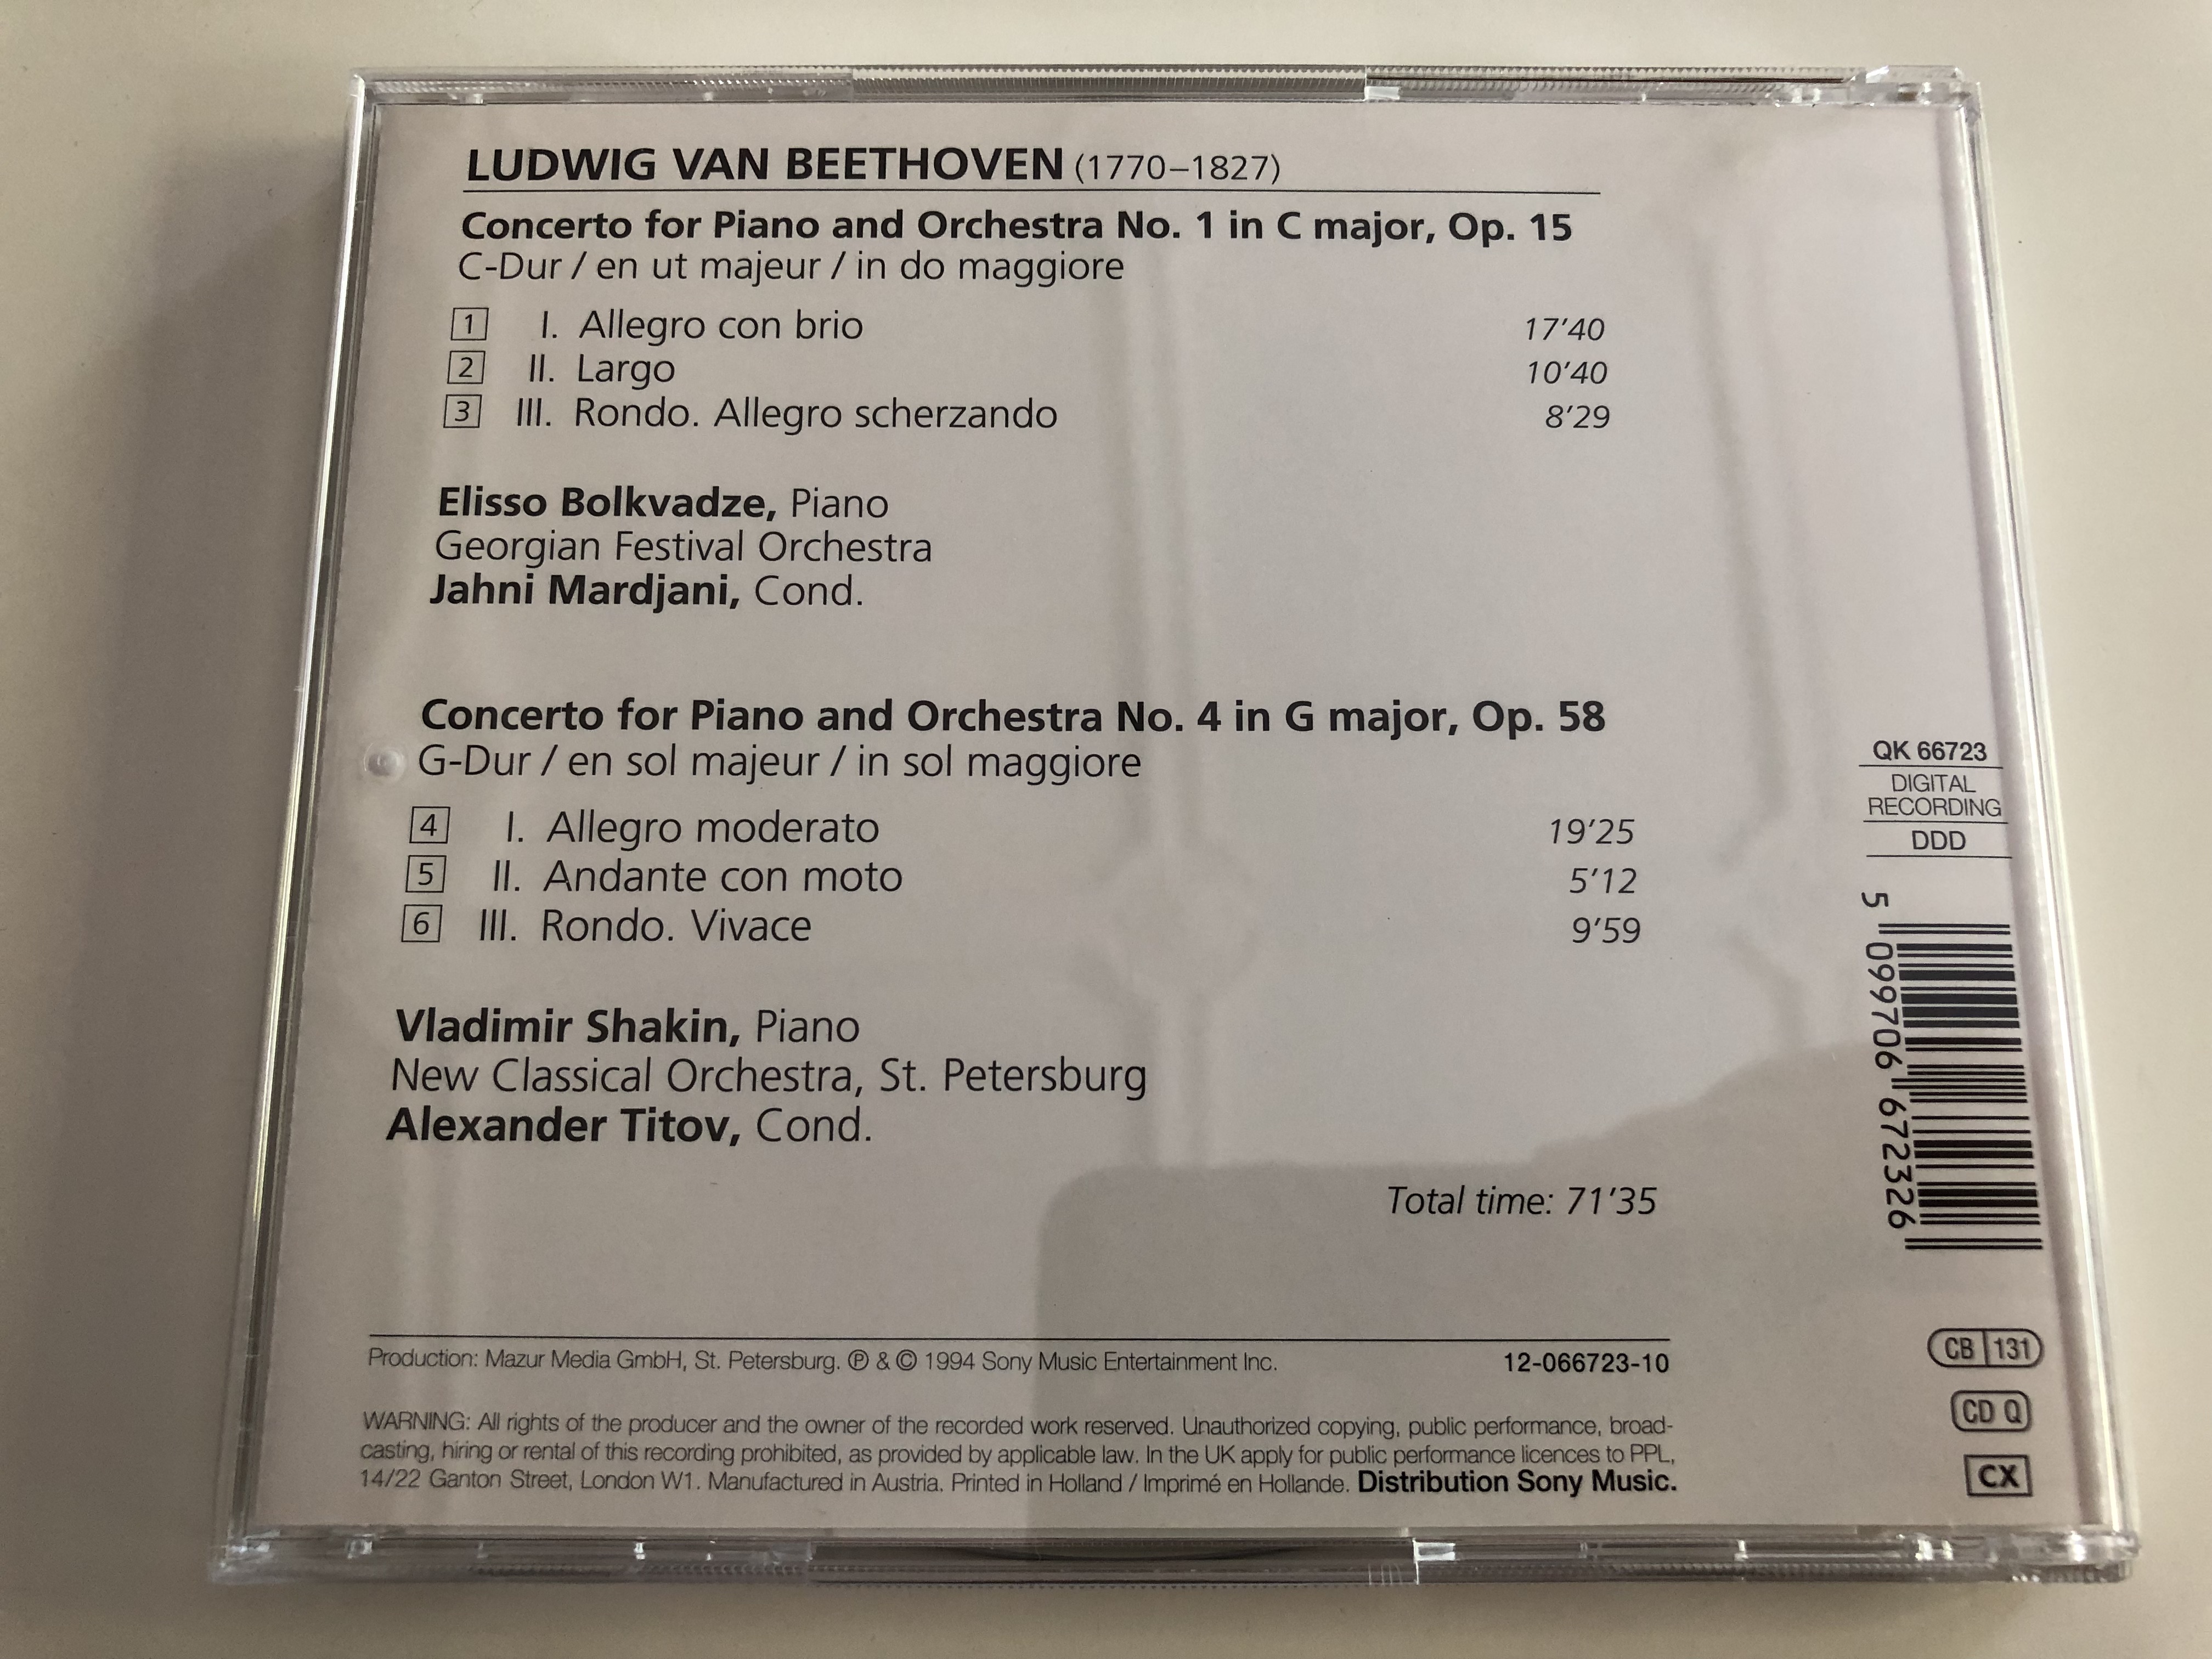 LUDWIG VAN BEETHOVEN (1770–1827)
Concerto for Piano and Orchestra No. 1 in C major, Op. 15
C-Dur / en ut majeur / in do maggiore
1 I. Allegro con brio 17'40
2 II. Largo 10'40
3 III. Rondo. Allegro scherzando 8'29
Elisso Bolkvadze, Piano
Georgian Festival Orchestra
Jahni Mardjani, Cond.
Concerto for Piano and Orchestra No. 4 in G major, Op. 58
G-Dur / en sol majeur / in sol maggiore
4 I. Allegro moderato 19'25
5 II. Andante con moto 5'12
6 III. Rondo. Vivace 9'59
Vladimir Shakin, Piano
New Classical Orchestra, St. Petersburg
Alexander Titov, Cond.
Total time: 71'35
Production: Mazur Media GmbH, St. Petersburg. ℗ & © 1994 Sony Music Entertainment Inc. 12-066723-10
WARNING: All rights of the producer and the owner of the recorded work reserved. Unauthorized copying, public performance, broad-
casting, hiring or rental of this recording prohibited, as provided by applicable law. In the UK apply for public performance licences to PPL,
14/22 Ganton Street, London W1. Manufactured in Austria. Printed in Holland / Imprimé en Hollande. Distribution Sony Music.
QK 66723
DIGITAL
RECORDING
DDD
5 099706 672326
CB 131
CD Q
CX